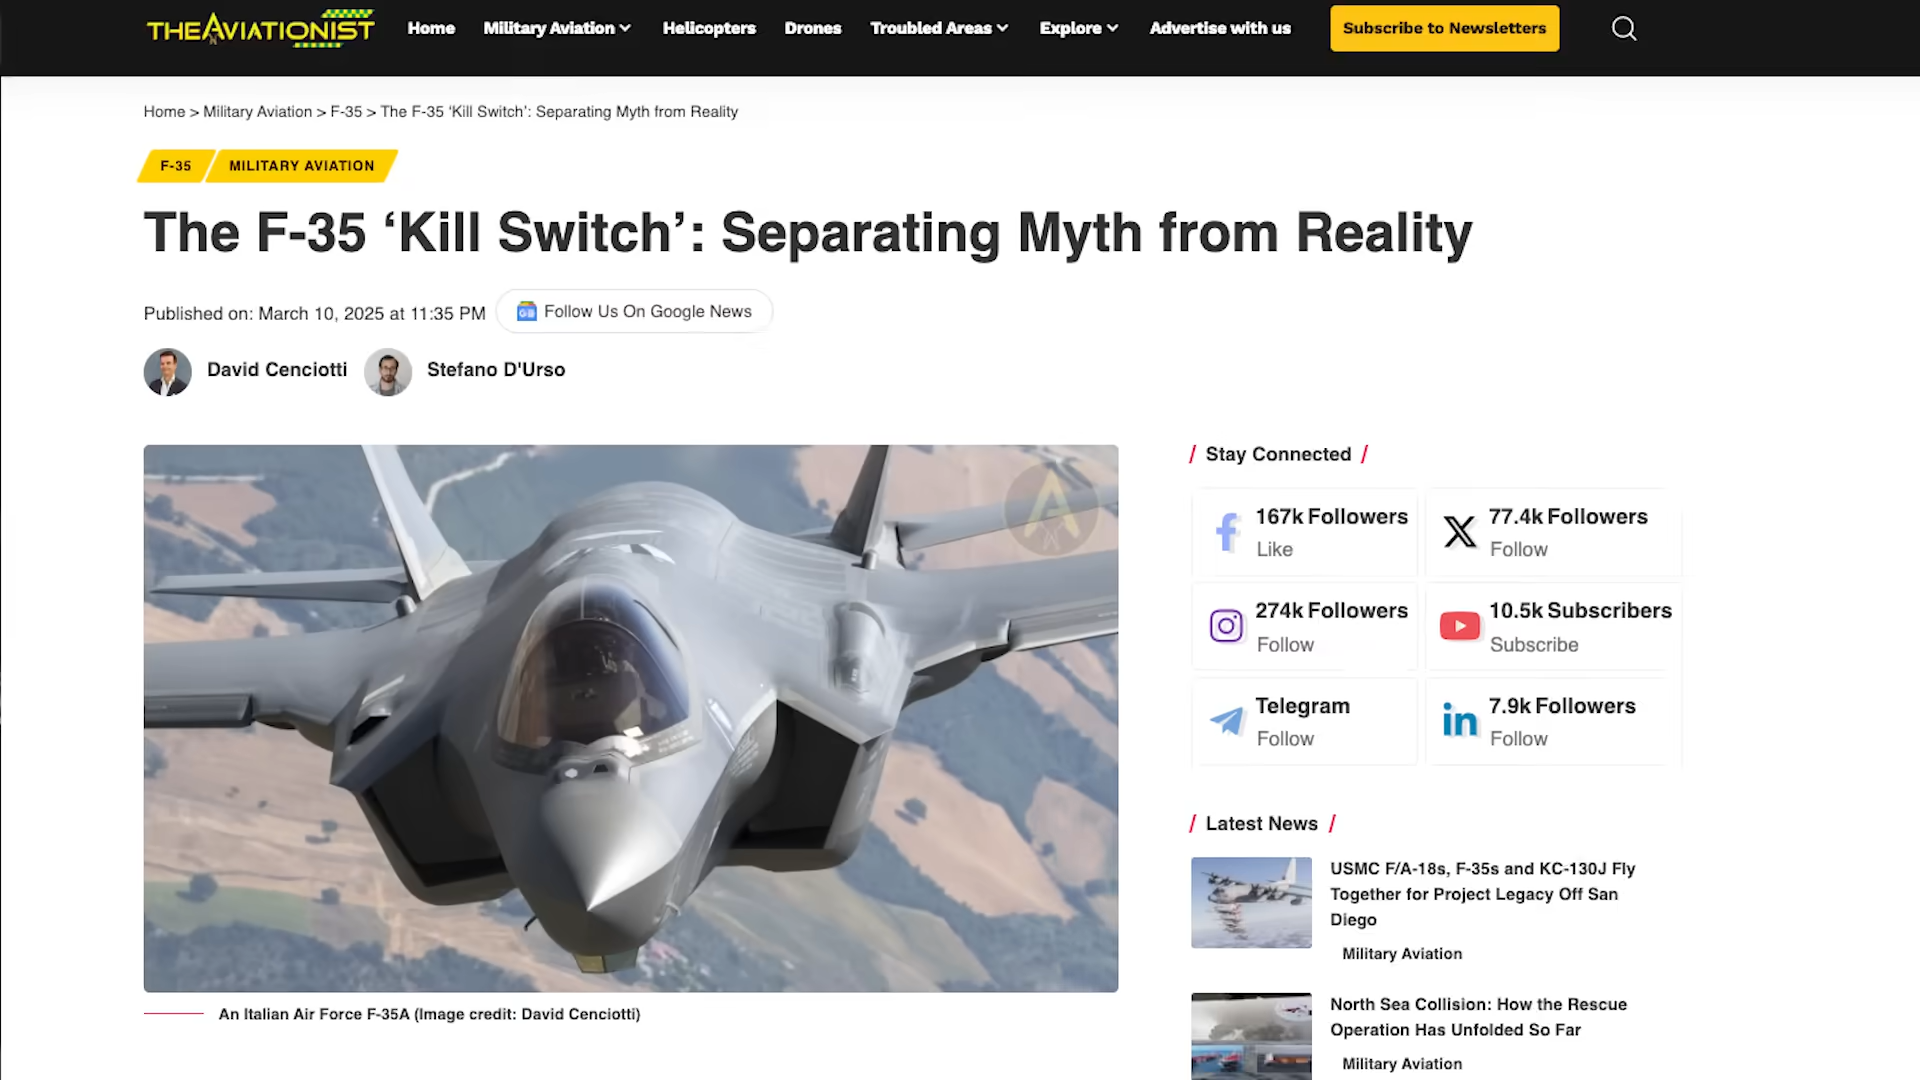 THEAVIATIONIST
Home
Military Aviation
Helicopters
Drones
Troubled Areas
Explore
Advertise with us
Subscribe to Newsletters
Home > Military Aviation > F-35 > The F-35 ‘Kill Switch’: Separating Myth from Reality
F-35
MILITARY AVIATION
The F-35 ‘Kill Switch’: Separating Myth from Reality
Published on: March 10, 2025 at 11:35 PM
Follow Us On Google News
David Cenciotti
Stefano D'Urso
An Italian Air Force F-35A (Image credit: David Cenciotti)
/ Stay Connected /
167k Followers
Like
77.4k Followers
Follow
274k Followers
Follow
10.5k Subscribers
Subscribe
Telegram
Follow
7.9k Followers
Follow
/ Latest News /
USMC F/A-18s, F-35s and KC-130J Fly
Together for Project Legacy Off San
Diego
Military Aviation
North Sea Collision: How the Rescue
Operation Has Unfolded So Far
Military Aviation